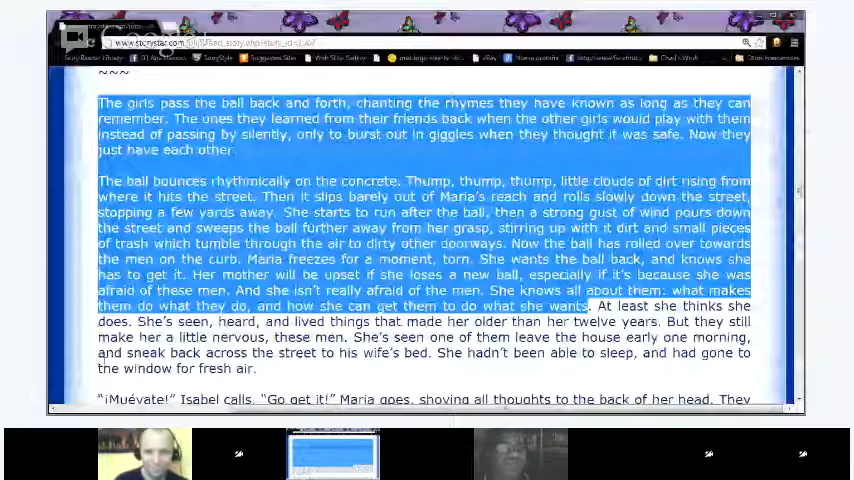 www.storystar.com
Suggested Sites
eBay
~~~
The girls pass the ball back and forth, chanting the rhymes they have known as long as they can
remember. The ones they learned from their friends back when the other girls would play with them
instead of passing by silently, only to burst out in giggles when they thought it was safe. Now they
just have each other.
The ball bounces rhythmically on the concrete. Thump, thump, thump, little clouds of dirt rising from
where it hits the street. Then it slips barely out of Maria's reach and rolls slowly down the street,
stopping a few yards away. She starts to run after the ball, then a strong gust of wind pours down
the street and sweeps the ball further away from her grasp, stirring up with it dirt and small pieces
of trash which tumble through the air to dirty other doorways. Now the ball has rolled over towards
the men on the curb. Maria freezes for a moment, torn. She wants the ball back, and knows she
has to get it. Her mother will be upset if she loses a new ball, especially if it's because she was
afraid of these men. And she isn't really afraid of the men. She knows all about them: what makes
them do what they do, and how she can get them to do what she wants. At least she thinks she
does. She's seen, heard, and lived things that made her older than her twelve years. But they still
make her a little nervous, these men. She's seen one of them leave the house early one morning,
and sneak back across the street to his wife's bed. She hadn't been able to sleep, and had gone to
the window for fresh air.
"¡Muévate!" Isabel calls. "Go get it!" Maria goes, shoving all thoughts to the back of her head. They